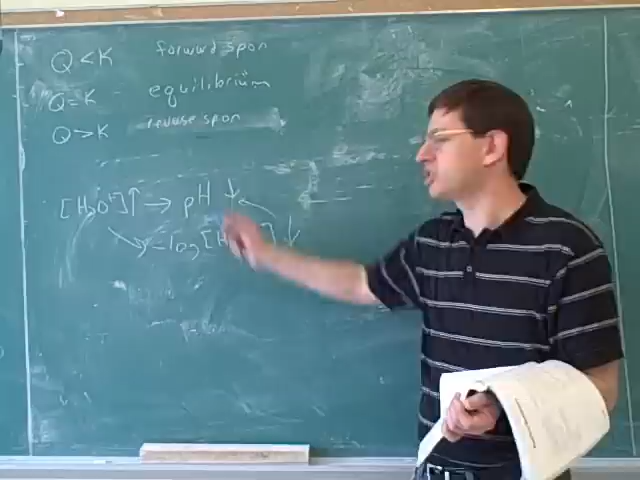 Q < K forward spon
Q = K equilibrium
Q > K reverse spon
[H₃O⁺]↑ → pH ↓
-log[H ] ↓